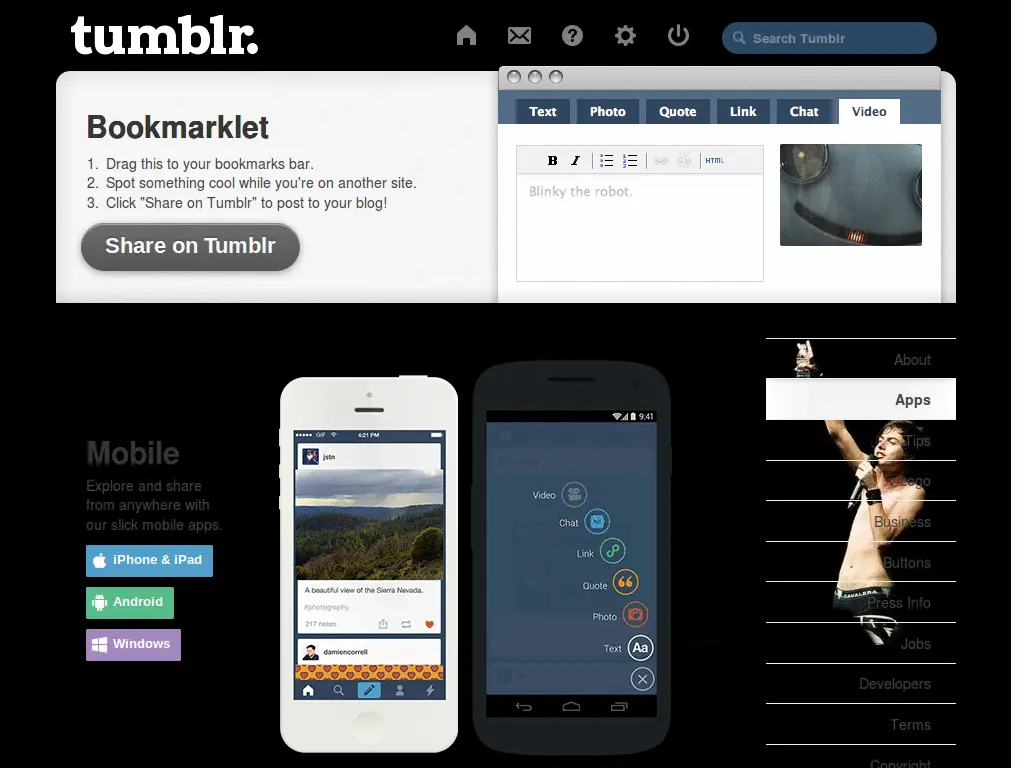 tumblr.
Search Tumblr
Bookmarklet
1. Drag this to your bookmarks bar.
2. Spot something cool while you're on another site.
3. Click "Share on Tumblr" to post to your blog!
Share on Tumblr
Text Photo Quote Link Chat Video
B I HTML
Blinky the robot.
Mobile
Explore and share
from anywhere with
our slick mobile apps.
iPhone & iPad
Android
Windows
GIF 4:21 PM
jstn
A beautiful view of the Sierra Nevada.
#photography
217 notes
damiencorrell
9:41
Video
Chat
Link
Quote
Photo
Text Aa
About
Apps
Tips
Logo
Business
Buttons
CAVALERA
Press Info
Jobs
Developers
Terms
Copyright